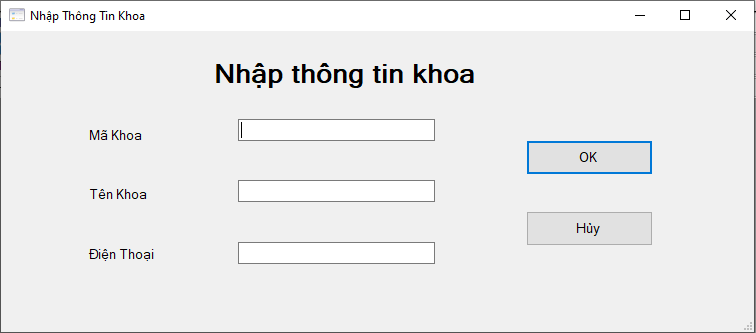 Nhập Thông Tin Khoa
Nhập thông tin khoa
Mã Khoa
OK
Tên Khoa
Hủy
Điện Thoại